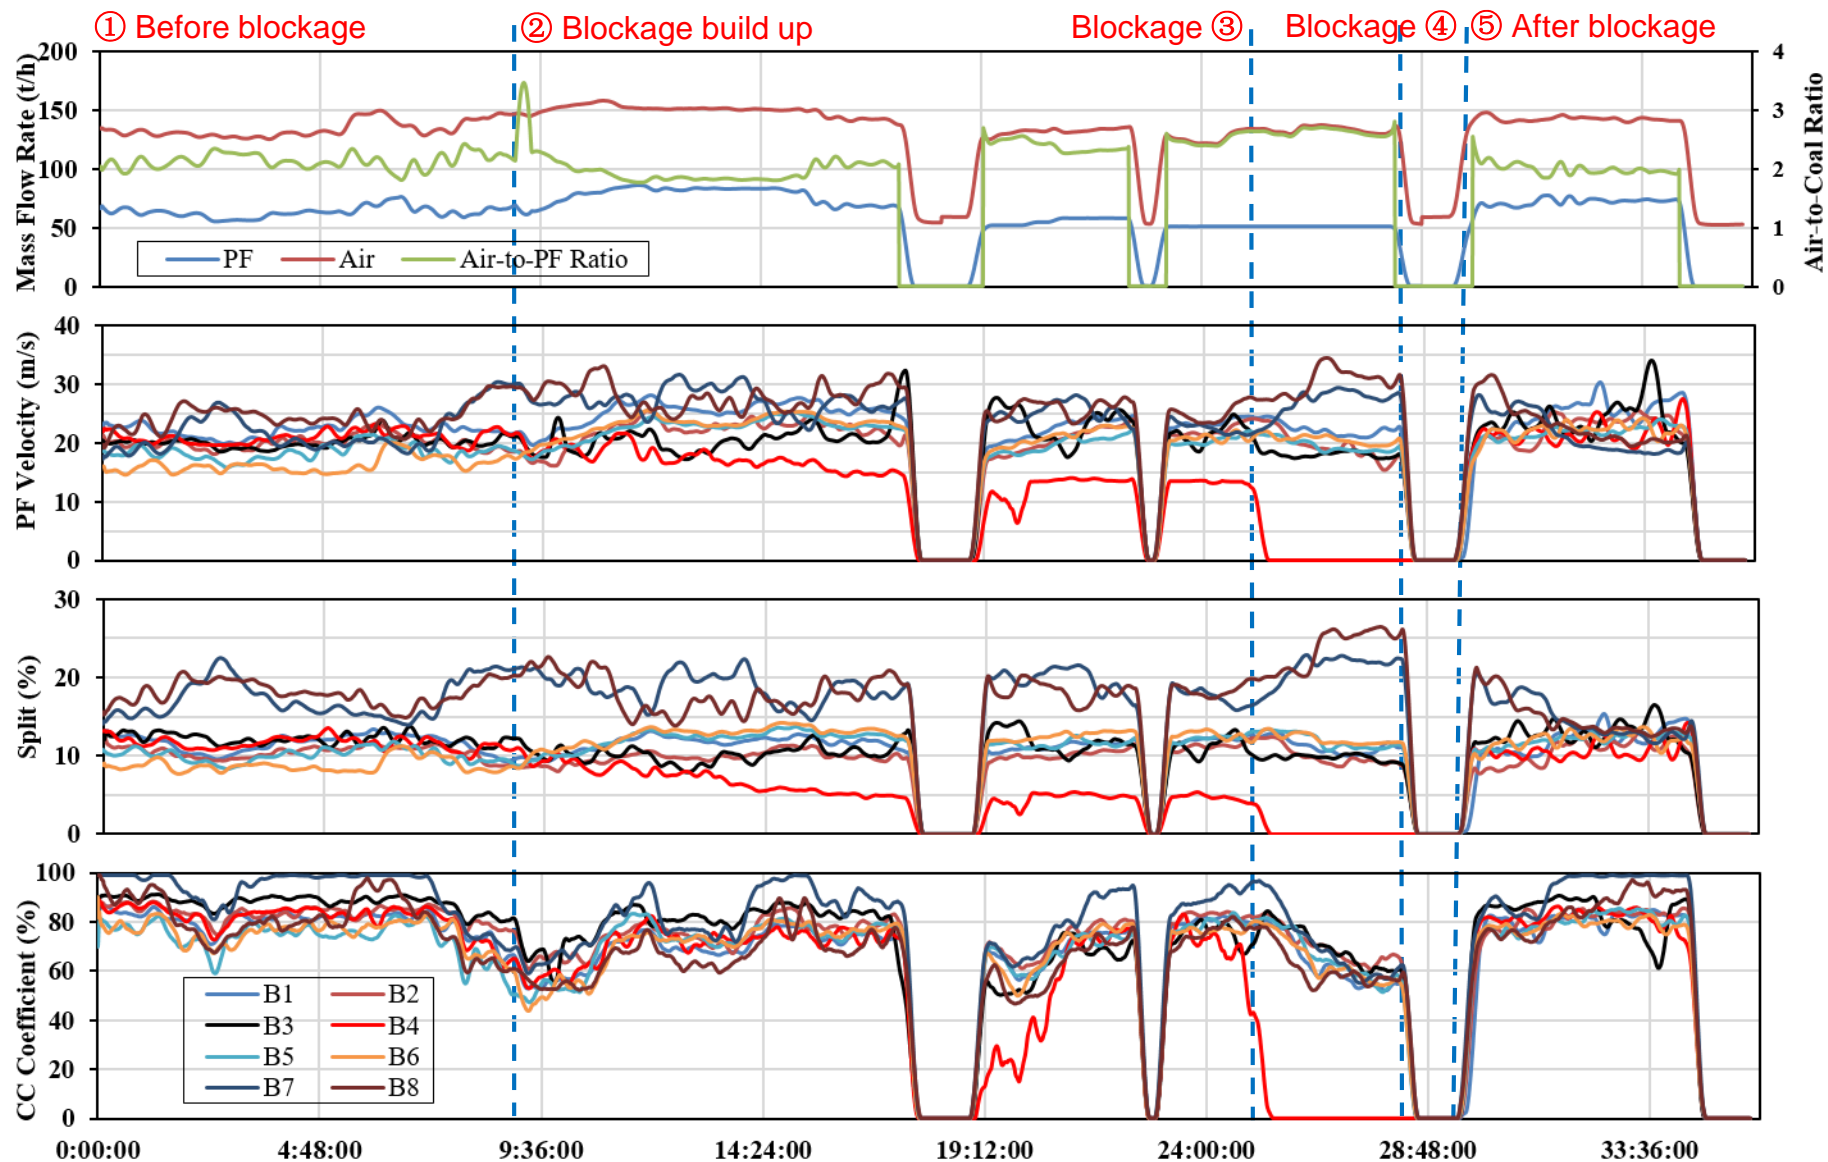 ① Before blockage
② Blockage build up
Blockage ③
Blockage ④
⑤ After blockage
Mass Flow Rate (t/h)
200
150
100
50
0
PF
Air
Air-to-PF Ratio
4
3
2
1
0
Air-to-Coal Ratio
PF Velocity (m/s)
40
30
20
10
0
Split (%)
30
20
10
0
CC Coefficient (%)
100
80
60
40
20
0
B1
B2
B3
B4
B5
B6
B7
B8
0:00:00
4:48:00
9:36:00
14:24:00
19:12:00
24:00:00
28:48:00
33:36:00